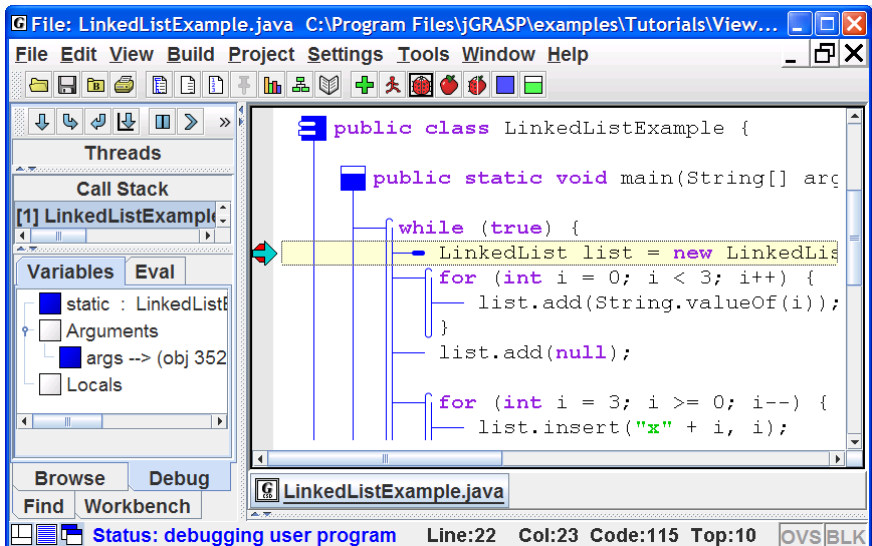 File: LinkedListExample.java C:\Program Files\jGRASP\examples\Tutorials\View...
File Edit View Build Project Settings Tools Window Help
Threads
Call Stack
[1] LinkedListExample
Variables Eval
static : LinkedListE
Arguments
args --> (obj 352
Locals
Browse Debug
Find Workbench
public class LinkedListExample {
public static void main(String[] arg
while (true) {
LinkedList list = new LinkedLis
for (int i = 0; i < 3; i++) {
list.add(String.valueOf(i));
}
list.add(null);
for (int i = 3; i >= 0; i--) {
list.insert("x" + i, i);
LinkedListExample.java
Status: debugging user program Line:22 Col:23 Code:115 Top:10 OVS BLK